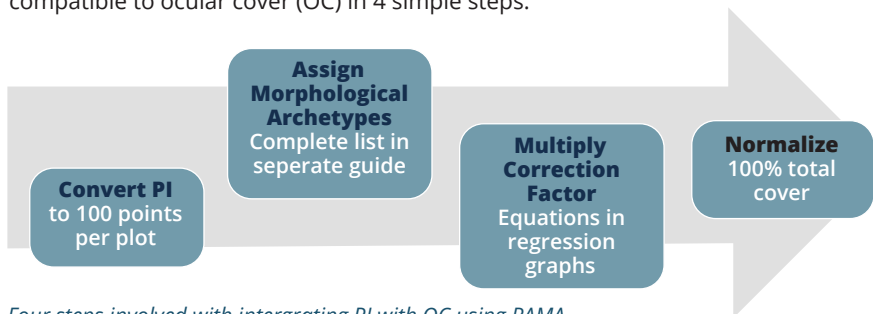 compatible to ocular cover (OC) in 4 simple steps.
Convert PI
to 100 points
per plot
Assign
Morphological
Archetypes
Complete list in
seperate guide
Multiply
Correction
Factor
Equations in
regression
graphs
Normalize
100% total
cover
Four steps involved with intergrating PI with OC using PAMA